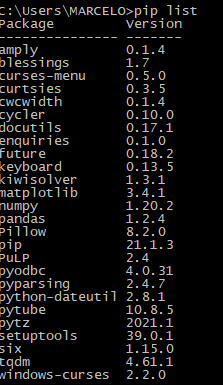 C:\Users\MARCELO>pip list
Package         Version
--------------- -------
amply           0.1.4
blessings       1.7
curses-menu     0.5.0
curtsies        0.3.5
cwcwidth        0.1.4
cycler          0.10.0
docutils        0.17.1
enquiries       0.1.0
future          0.18.2
keyboard        0.13.5
kiwisolver      1.3.1
matplotlib      3.4.1
numpy           1.20.2
pandas          1.2.4
Pillow          8.2.0
pip             21.1.3
PuLP            2.4
pyodbc          4.0.31
pyparsing       2.4.7
python-dateutil 2.8.1
pytube          10.8.5
pytz            2021.1
setuptools      39.0.1
six             1.15.0
tqdm            4.61.1
windows-curses  2.2.0